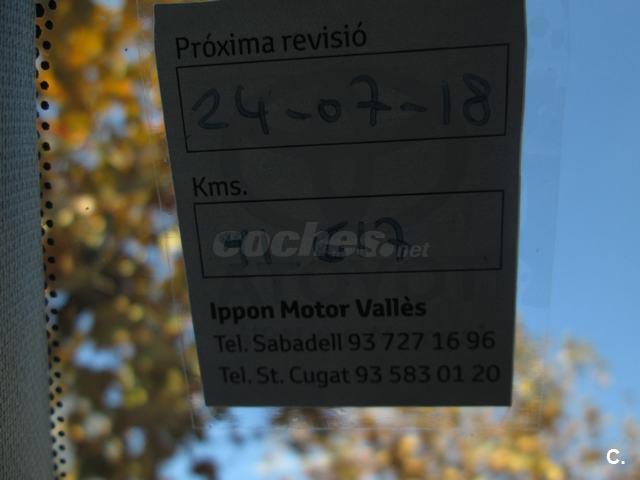 Próxima revisió
24-07-18
Kms.
coches.net
Ippon Motor Vallès
Tel. Sabadell 93 727 16 96
Tel. St. Cugat 93 583 01 20
C.